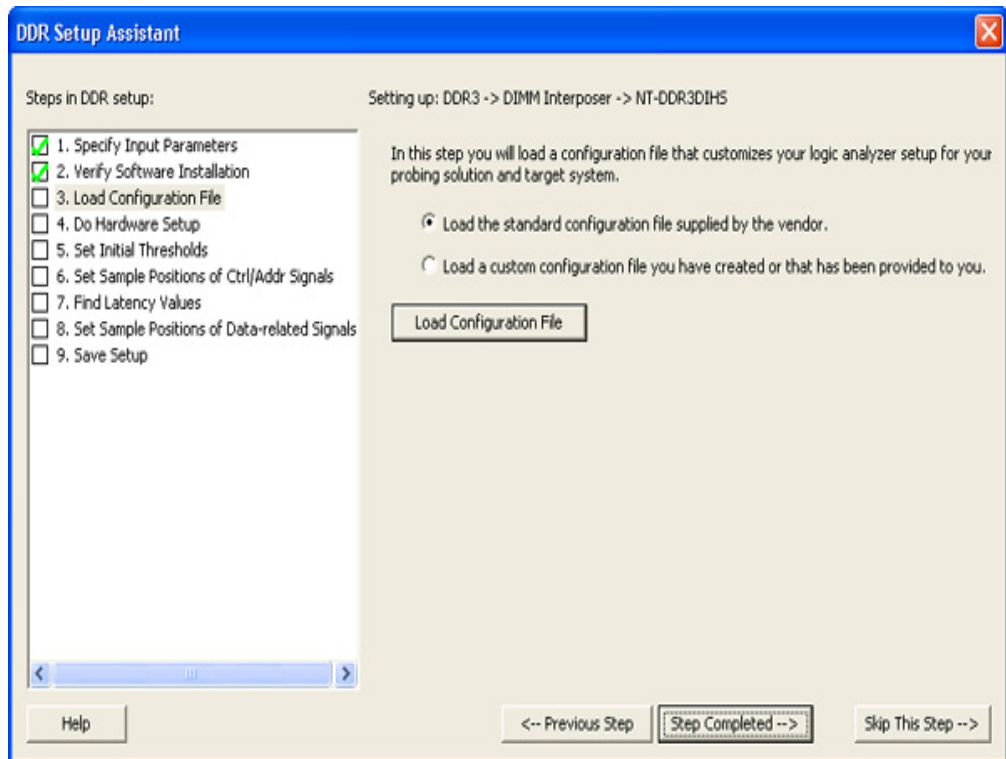 DDR Setup Assistant
Steps in DDR setup:
1. Specify Input Parameters
2. Verify Software Installation
3. Load Configuration File
4. Do Hardware Setup
5. Set Initial Thresholds
6. Set Sample Positions of Ctrl/Addr Signals
7. Find Latency Values
8. Set Sample Positions of Data-related Signals
9. Save Setup
Setting up: DDR3 -> DIMM Interposer -> NT-DDR3DIHS
In this step you will load a configuration file that customizes your logic analyzer setup for your
probing solution and target system.
Load the standard configuration file supplied by the vendor.
Load a custom configuration file you have created or that has been provided to you.
Load Configuration File
Help
<-- Previous Step
Step Completed -->
Skip This Step -->